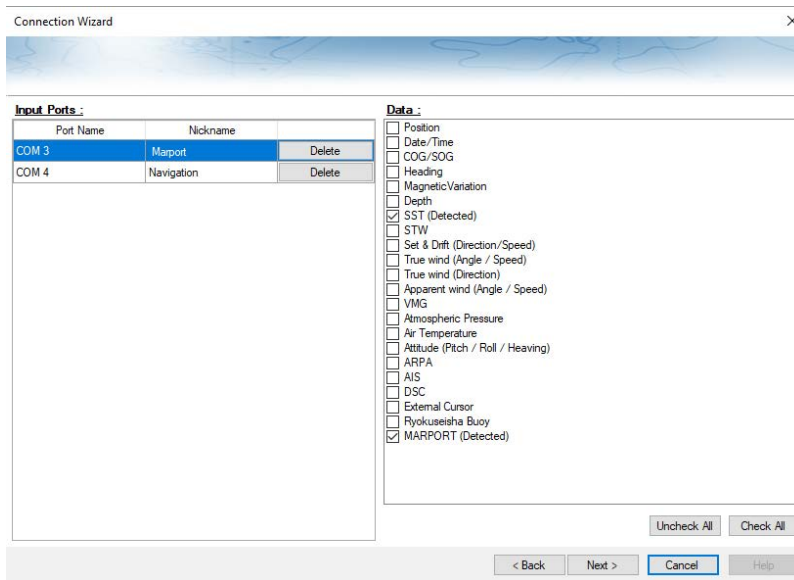 Connection Wizard
Input Ports :
Port Name Nickname
COM 3 Marport Delete
COM 4 Navigation Delete
Data :
Position
Date/Time
COG/SOG
Heading
MagneticVariation
Depth
SST (Detected)
STW
Set & Drift (Direction/Speed)
True wind (Angle / Speed)
True wind (Direction)
Apparent wind (Angle / Speed)
VMG
Atmospheric Pressure
Air Temperature
Attitude (Pitch / Roll / Heaving)
ARPA
AIS
DSC
External Cursor
Ryokuseisha Buoy
MARPORT (Detected)
Uncheck All Check All
< Back Next > Cancel Help